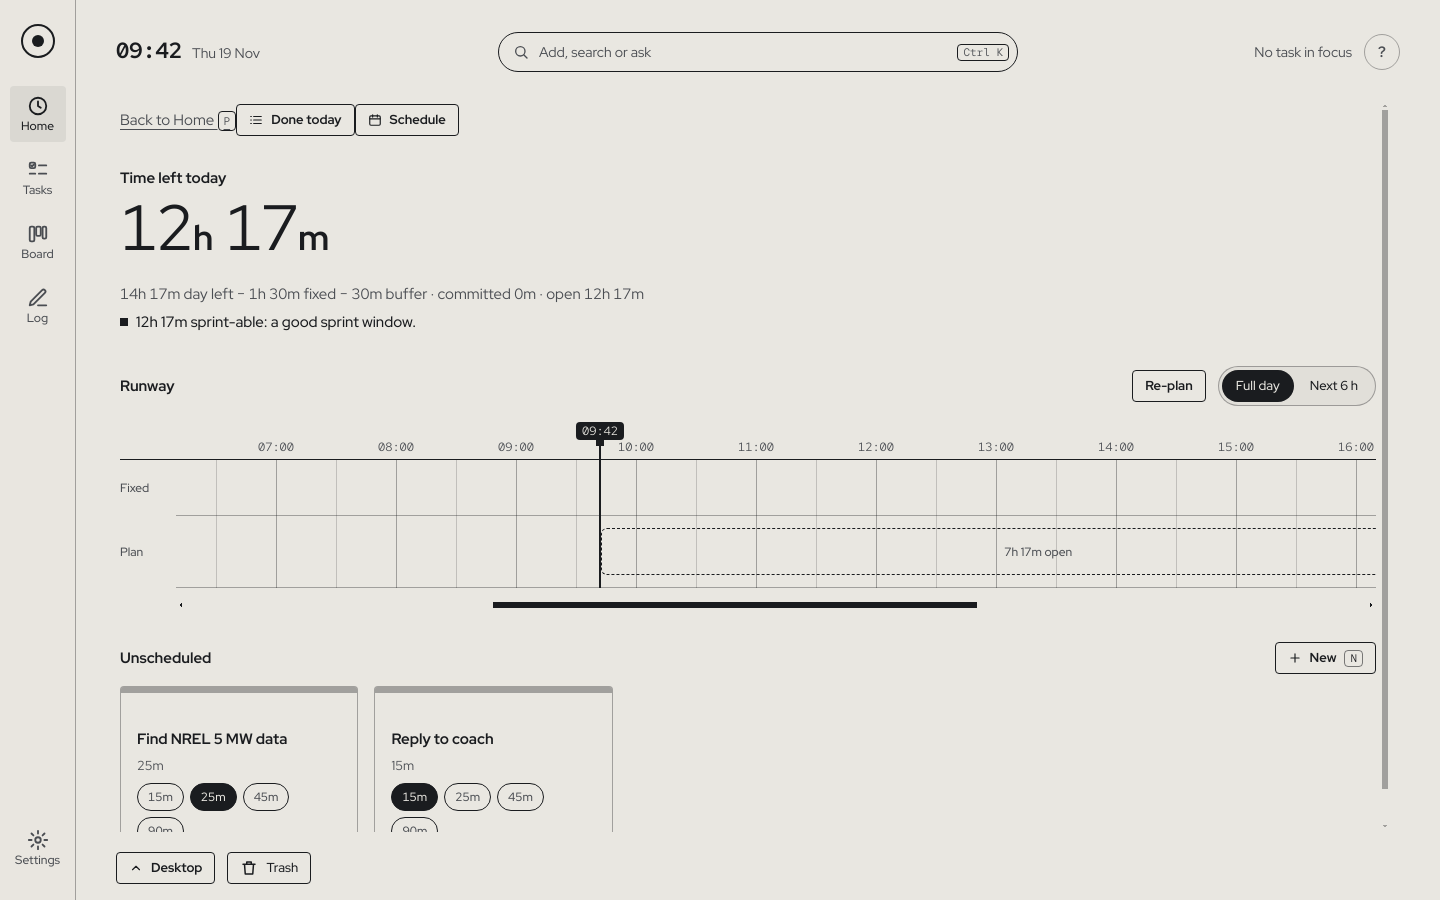 09:42 Thu 19 Nov
Add, search or ask Ctrl K
No task in focus ?
Home
Tasks
Board
Log
Settings
Back to Home P Done today Schedule
Time left today
12h 17m
14h 17m day left – 1h 30m fixed – 30m buffer · committed 0m · open 12h 17m
12h 17m sprint-able: a good sprint window.
Runway Re-plan Full day Next 6 h
09:42
07:00 08:00 09:00 10:00 11:00 12:00 13:00 14:00 15:00 16:00
Fixed
Plan 7h 17m open
Unscheduled New N
Find NREL 5 MW data
25m
15m 25m 45m
90m
Reply to coach
15m
15m 25m 45m
90m
Desktop Trash